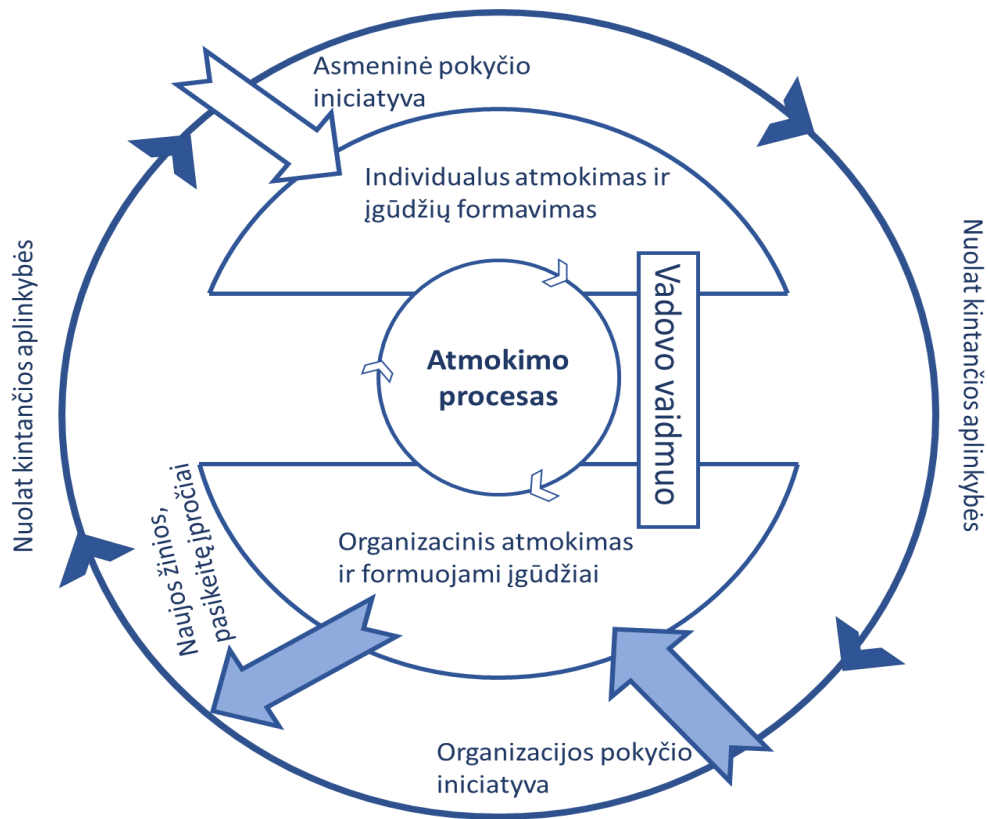 Asmeninė pokyčio
iniciatyva
Individualus atmokimas ir
įgūdžių formavimas
Nuolat kintančios aplinkybės
Nuolat kintančios aplinkybės
Vadovo vaidmuo
Atmokimo
procesas
Naujos žinios,
pasikeitę įpročiai
Organizacinis atmokimas
ir formuojami įgūdžiai
Organizacijos pokyčio
iniciatyva